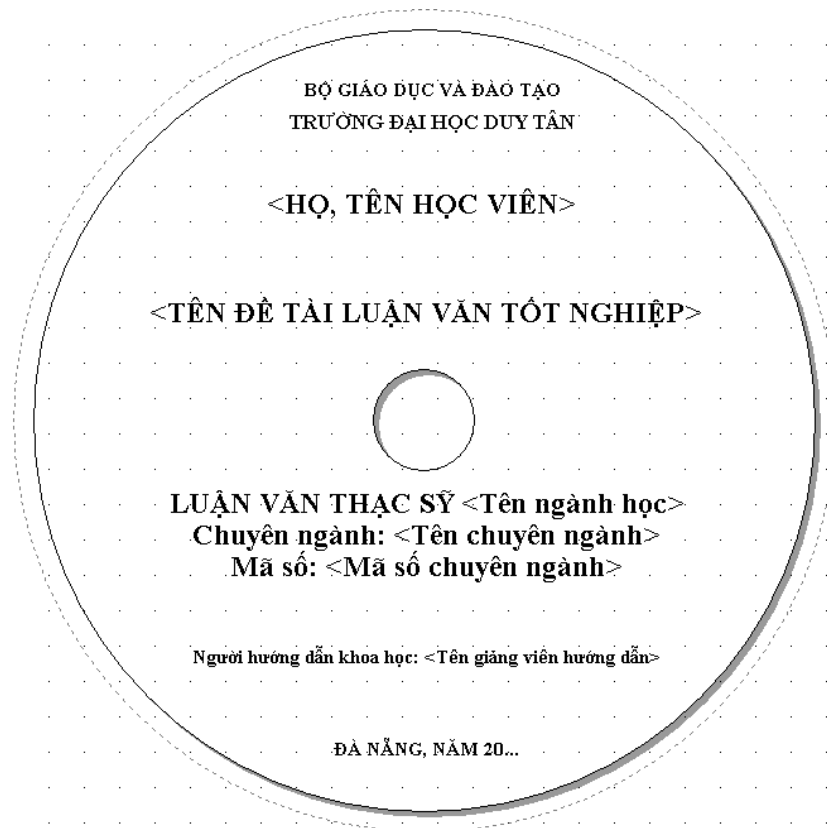 BỘ GIÁO DỤC VÀ ĐÀO TẠO
TRƯỜNG ĐẠI HỌC DUY TÂN
<HỌ, TÊN HỌC VIÊN>
<TÊN ĐỀ TÀI LUẬN VĂN TỐT NGHIỆP>
LUẬN VĂN THẠC SỸ <Tên ngành học>
Chuyên ngành: <Tên chuyên ngành>
Mã số: <Mã số chuyên ngành>
Người hướng dẫn khoa học: <Tên giảng viên hướng dẫn>
ĐÀ NẴNG, NĂM 20...